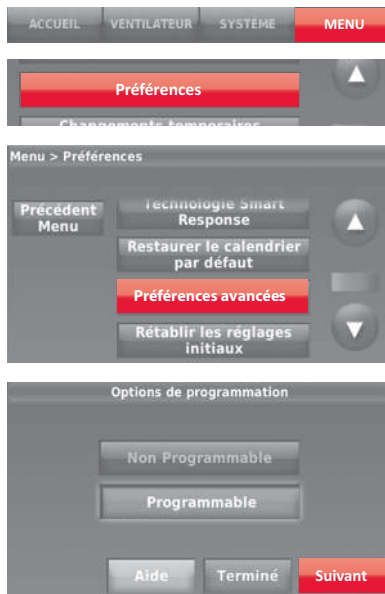 ACCUEIL VENTILATEUR SYSTÈME MENU
Préférences
Changements temporaires
Menu > Préférences
Précédent
Menu
Technologie Smart
Response
Restaurer le calendrier
par défaut
Préférences avancées
Rétablir les réglages
initiaux
Options de programmation
Non Programmable
Programmable
Aide Terminé Suivant